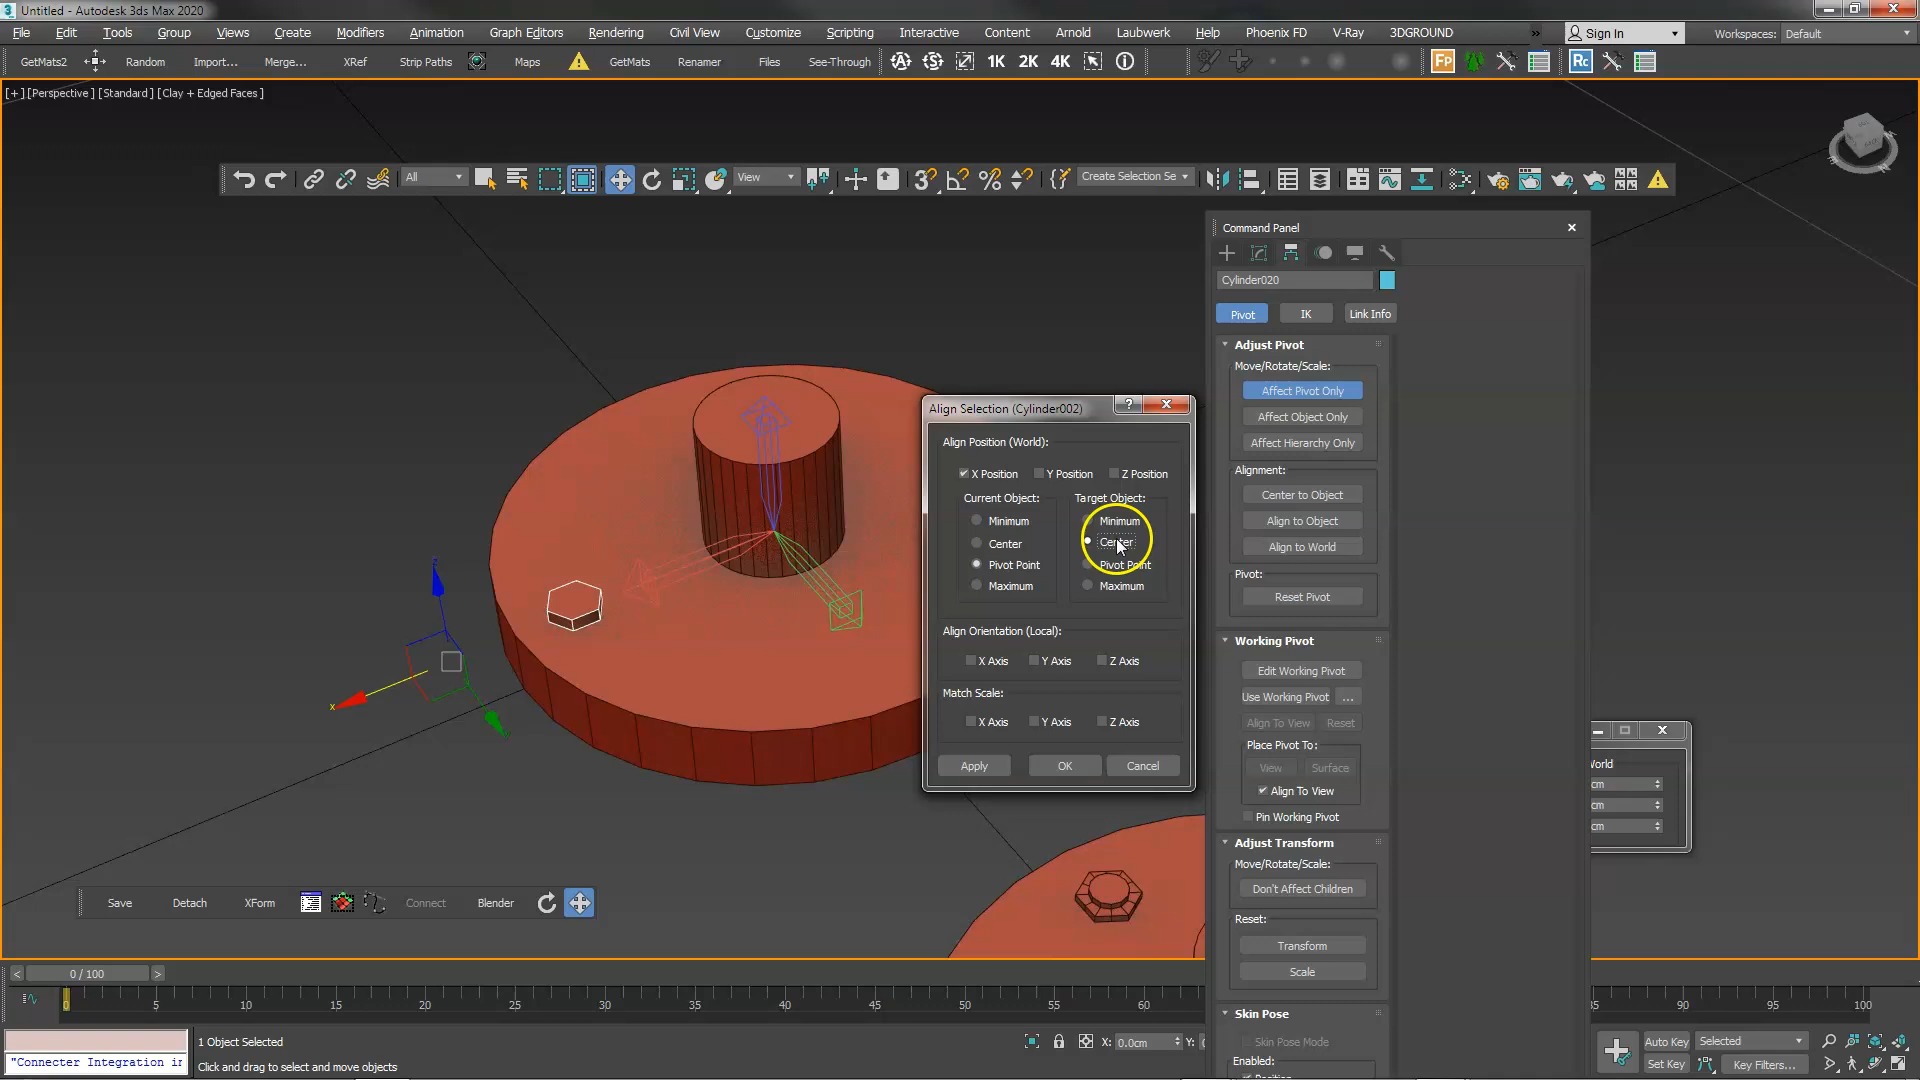 Untitled - Autodesk 3ds Max 2020
File Edit Tools Group Views Create Modifiers Animation Graph Editors Rendering Civil View Customize Scripting Interactive Content Arnold Laubwerk Help Phoenix FD V-Ray 3DGROUND » Sign In Workspaces: Default
GetMats2 Random Import... Merge... XRef Strip Paths Maps GetMats Renamer Files See-Through 1K 2K 4K Fp Rc
[+] [Perspective ] [Standard ] [Clay + Edged Faces ]
All View Create Selection Se
Command Panel
Cylinder020
Pivot IK Link Info
Adjust Pivot
Move/Rotate/Scale:
Affect Pivot Only
Affect Object Only
Affect Hierarchy Only
Alignment:
Center to Object
Align to Object
Align to World
Pivot:
Reset Pivot
Working Pivot
Edit Working Pivot
Use Working Pivot ...
Align To View Reset
Place Pivot To:
View Surface
Align To View
Pin Working Pivot
Adjust Transform
Move/Rotate/Scale:
Don't Affect Children
Reset:
Transform
Scale
Skin Pose
Skin Pose Mode
Enabled:
Align Selection (Cylinder002)
Align Position (World):
X Position Y Position Z Position
Current Object: Target Object:
Minimum Minimum
Center Center
Pivot Point Pivot Point
Maximum Maximum
Align Orientation (Local):
X Axis Y Axis Z Axis
Match Scale:
X Axis Y Axis Z Axis
Apply OK Cancel
World
cm
cm
cm
x
Save Detach XForm Connect Blender
< 0 / 100 >
0 5 10 15 20 25 30 35 40 45 50 55 60 85 90 95 100
1 Object Selected
X: 0.0cm Y:
"Connecter Integration in
Click and drag to select and move objects
Auto Key Selected
Set Key Key Filters...